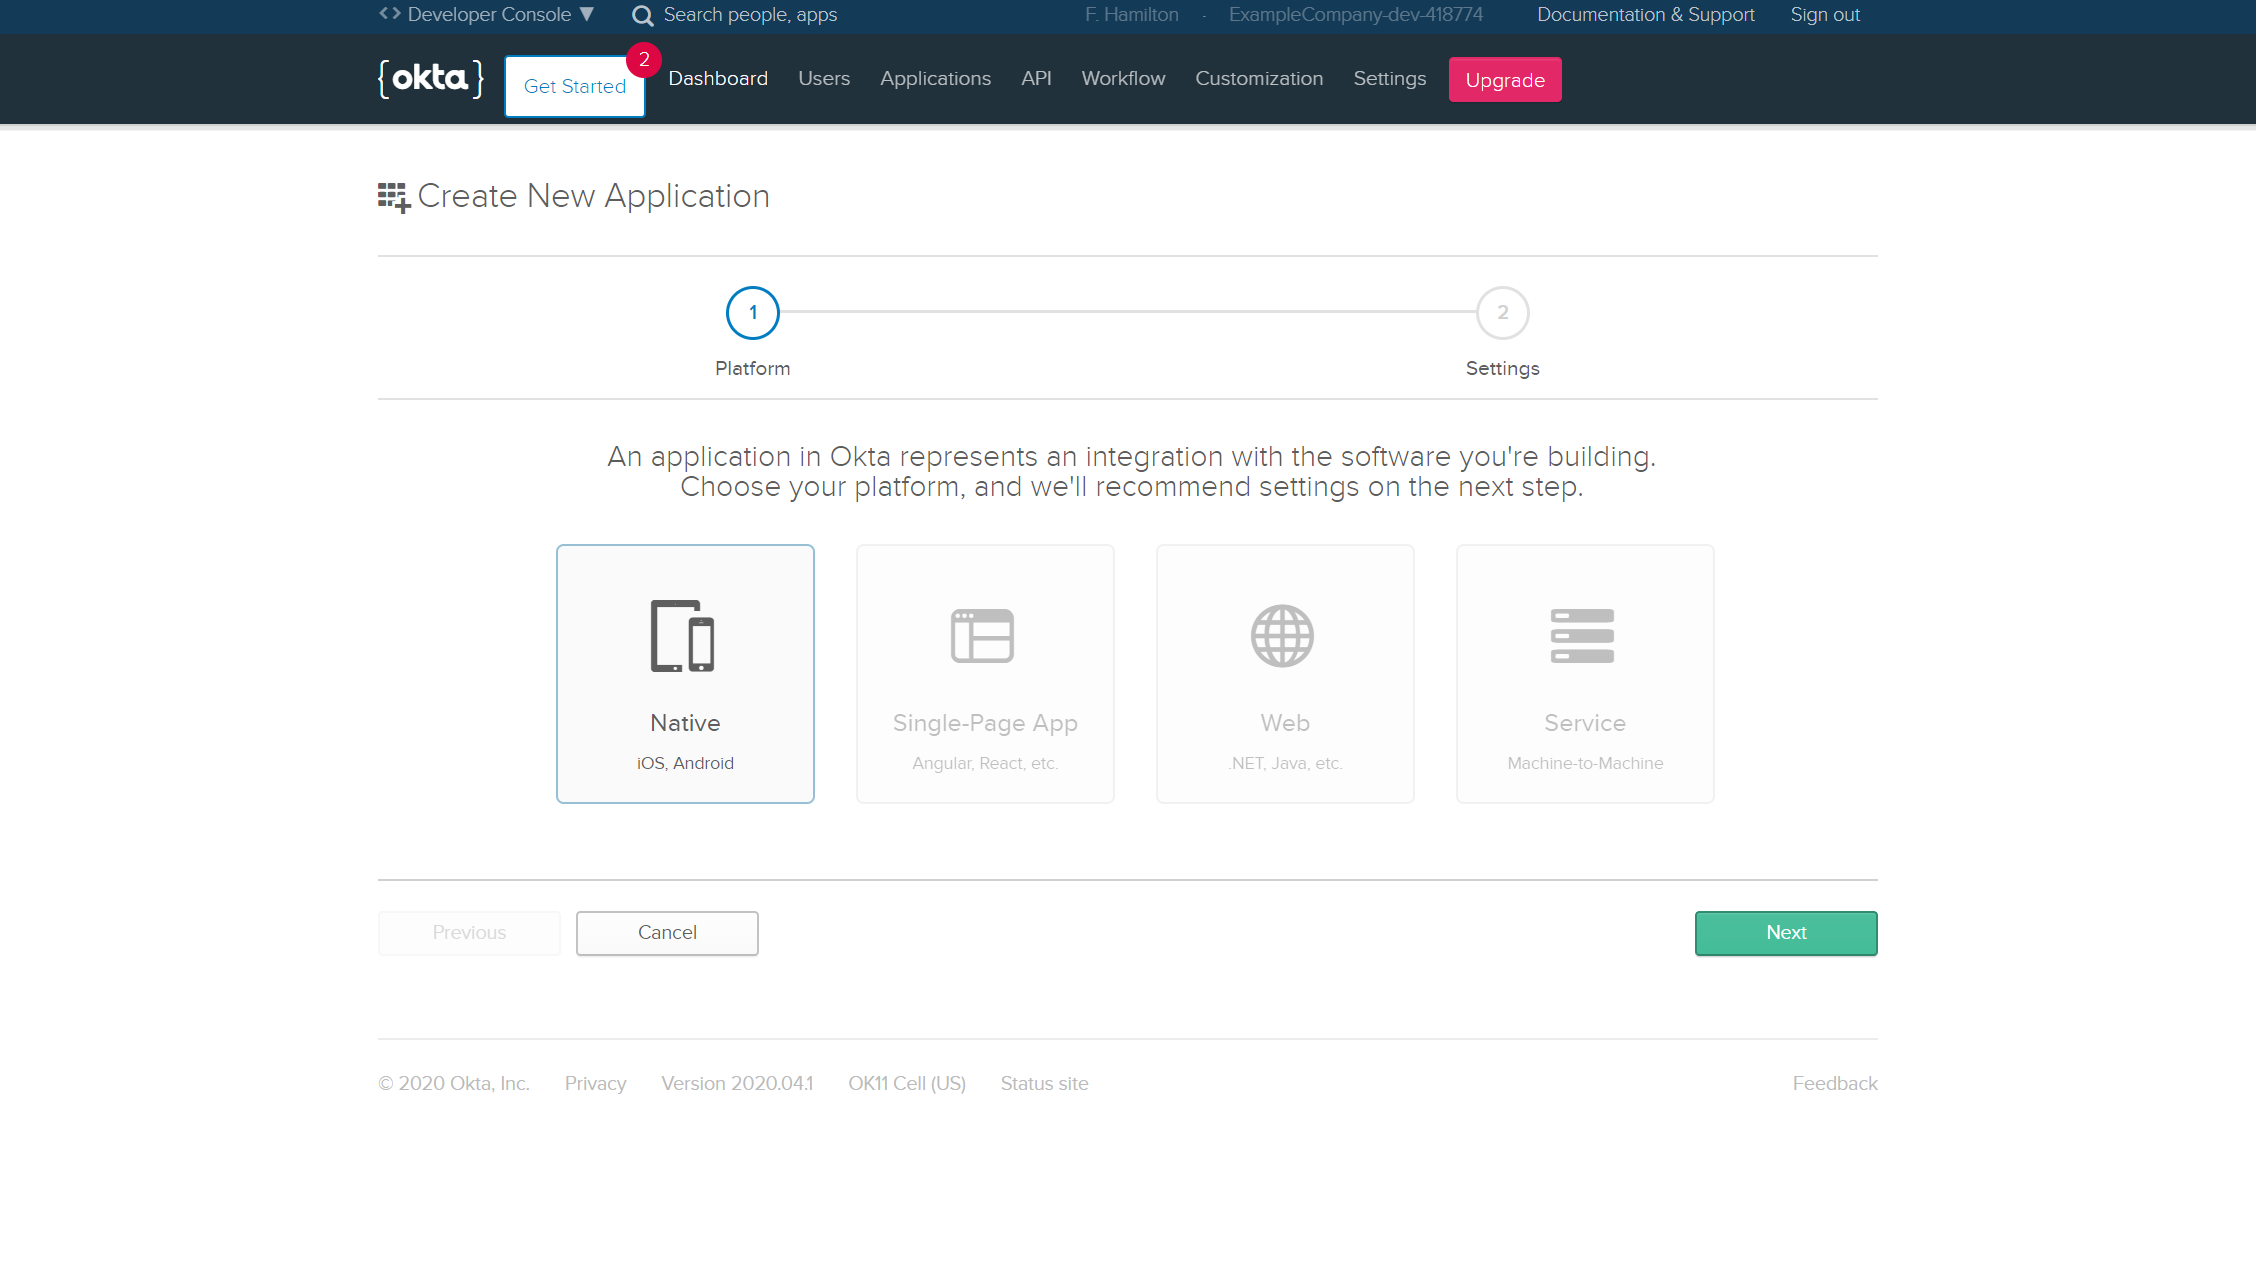 <> Developer Console ▼ Search people, apps F. Hamilton · ExampleCompany-dev-418774 Documentation & Support Sign out
{okta} Get Started 2 Dashboard Users Applications API Workflow Customization Settings Upgrade
Create New Application
1 2
Platform Settings
An application in Okta represents an integration with the software you're building.
Choose your platform, and we'll recommend settings on the next step.
Native Single-Page App Web Service
iOS, Android Angular, React, etc. .NET, Java, etc. Machine-to-Machine
Previous Cancel Next
© 2020 Okta, Inc. Privacy Version 2020.04.1 OK11 Cell (US) Status site Feedback